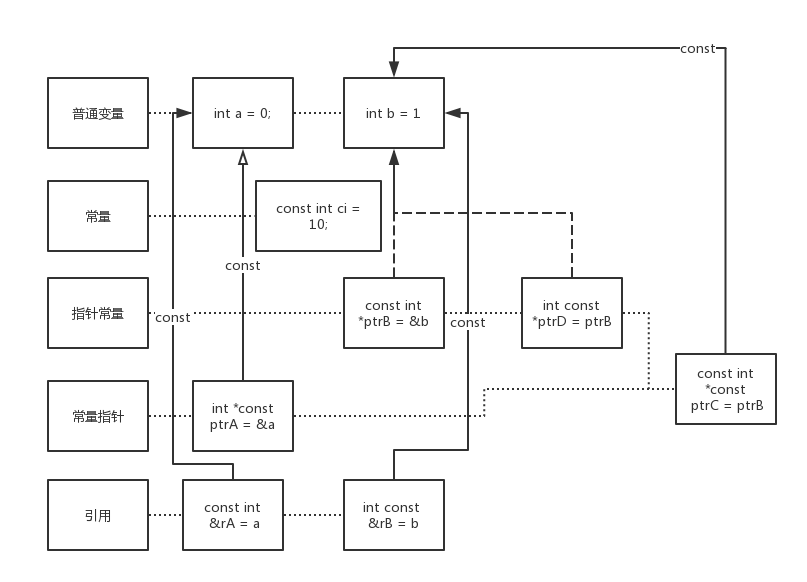 const
普通变量
int a = 0;
int b = 1
常量
const int ci =
10;
const
指针常量
const
const int
*ptrB = &b
const
int const
*ptrD = ptrB
const int
*const
ptrC = ptrB
常量指针
int *const
ptrA = &a
引用
const int
&rA = a
int const
&rB = b